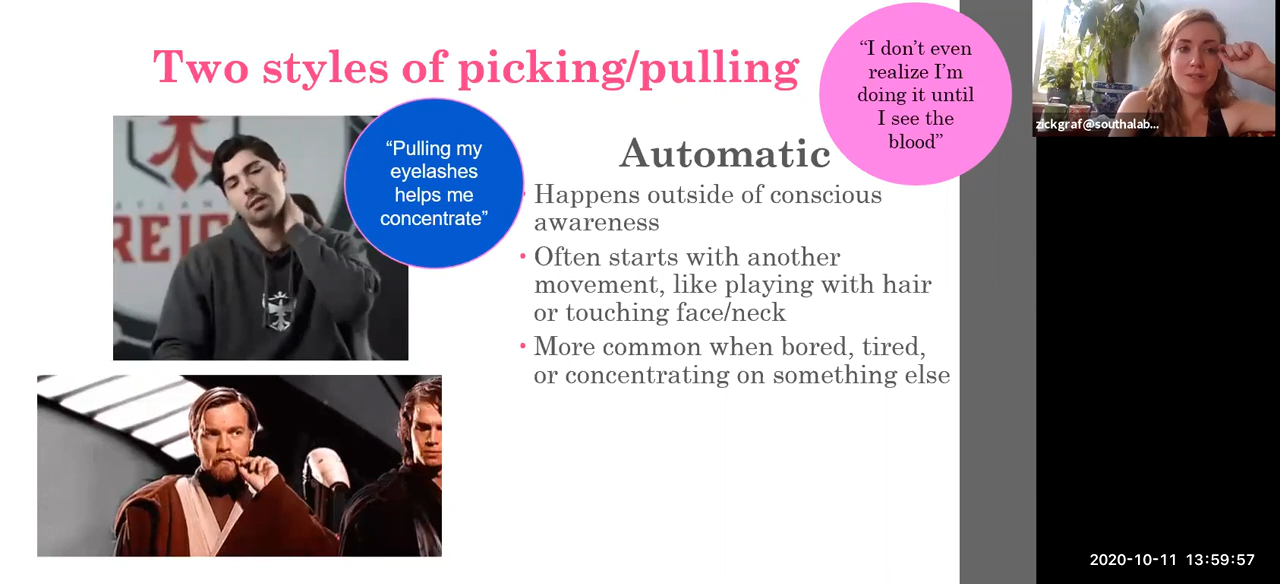 Two styles of picking/pulling
“I don’t even
realize I’m
doing it until
I see the
blood”
zickgraf@southalab...
“Pulling my
eyelashes
helps me
concentrate”
REIG
Automatic
• Happens outside of conscious
awareness
• Often starts with another
movement, like playing with hair
or touching face/neck
• More common when bored, tired,
or concentrating on something else
2020-10-11 13:59:57